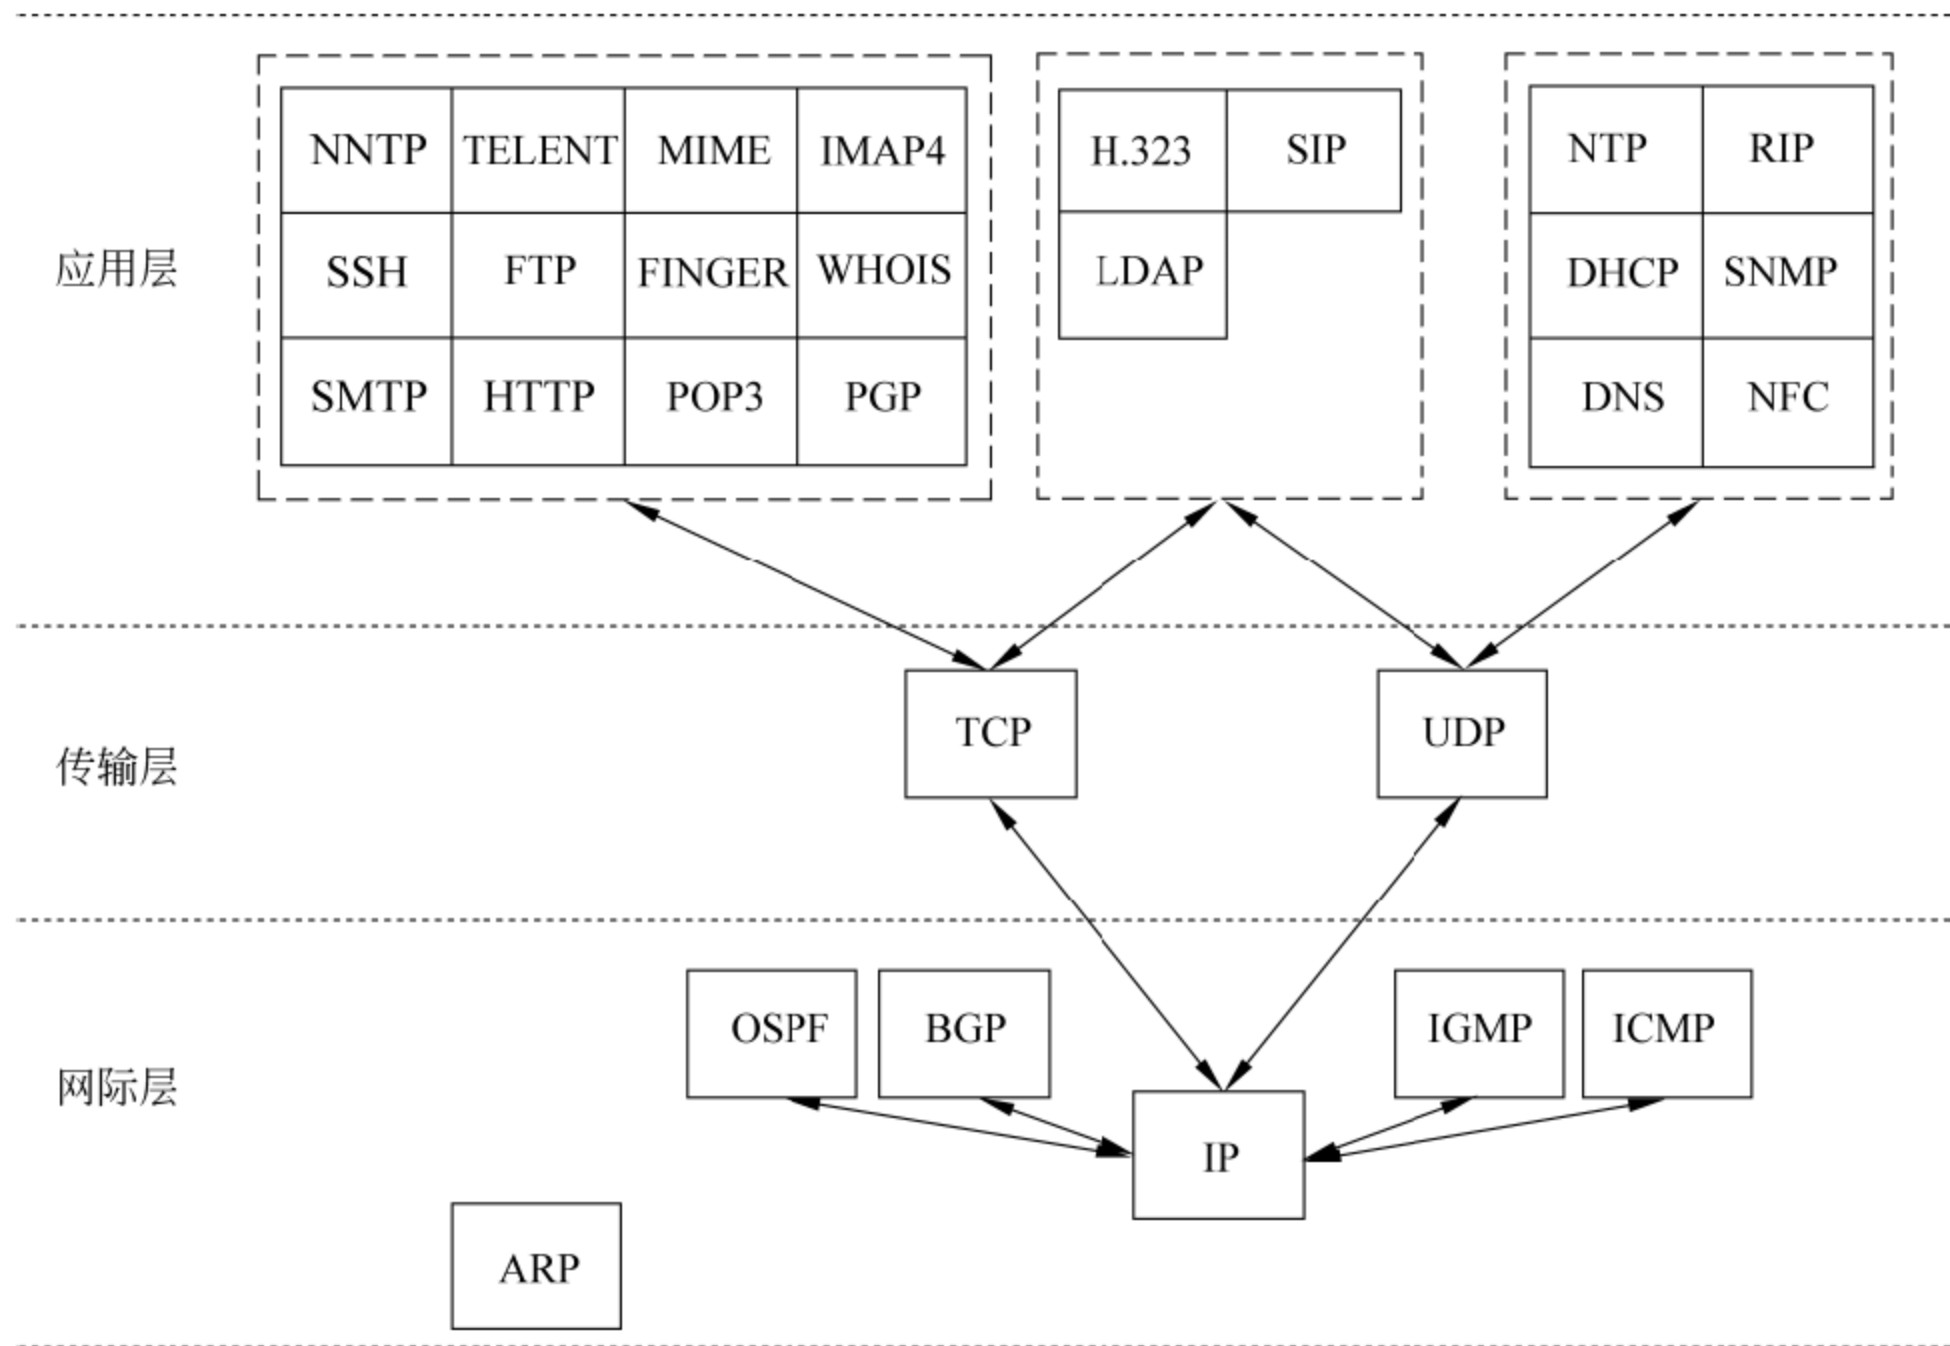 NNTP TELENT MIME IMAP4 H.323 SIP NTP RIP
应用层 SSH FTP FINGER WHOIS LDAP DHCP SNMP
SMTP HTTP POP3 PGP DNS NFC
传输层 TCP UDP
OSPF BGP IGMP ICMP
网际层
IP
ARP